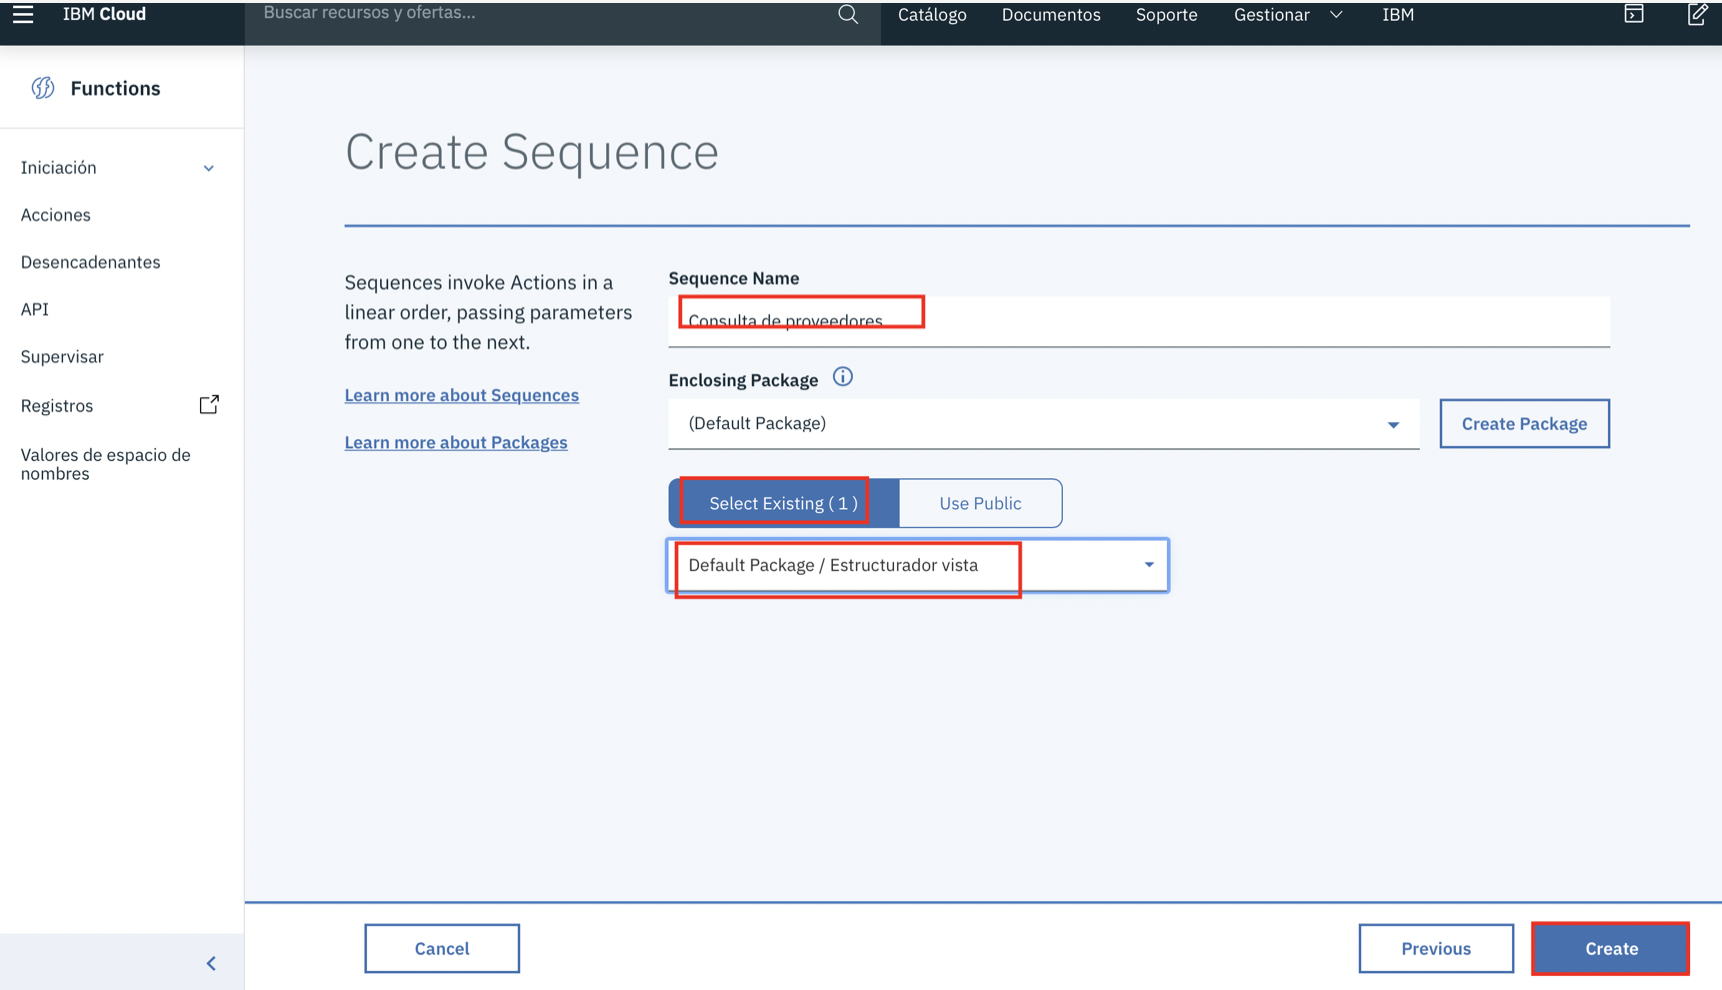 IBM Cloud
Buscar recursos y ofertas...
Catálogo
Documentos
Soporte
Gestionar
IBM
Functions
Iniciación
Acciones
Desencadenantes
API
Supervisar
Registros
Valores de espacio de
nombres
Create Sequence
Sequences invoke Actions in a
linear order, passing parameters
from one to the next.
Learn more about Sequences
Learn more about Packages
Sequence Name
Consulta de proveedores
Enclosing Package
(Default Package)
Create Package
Select Existing ( 1 )
Use Public
Default Package / Estructurador vista
Cancel
Previous
Create